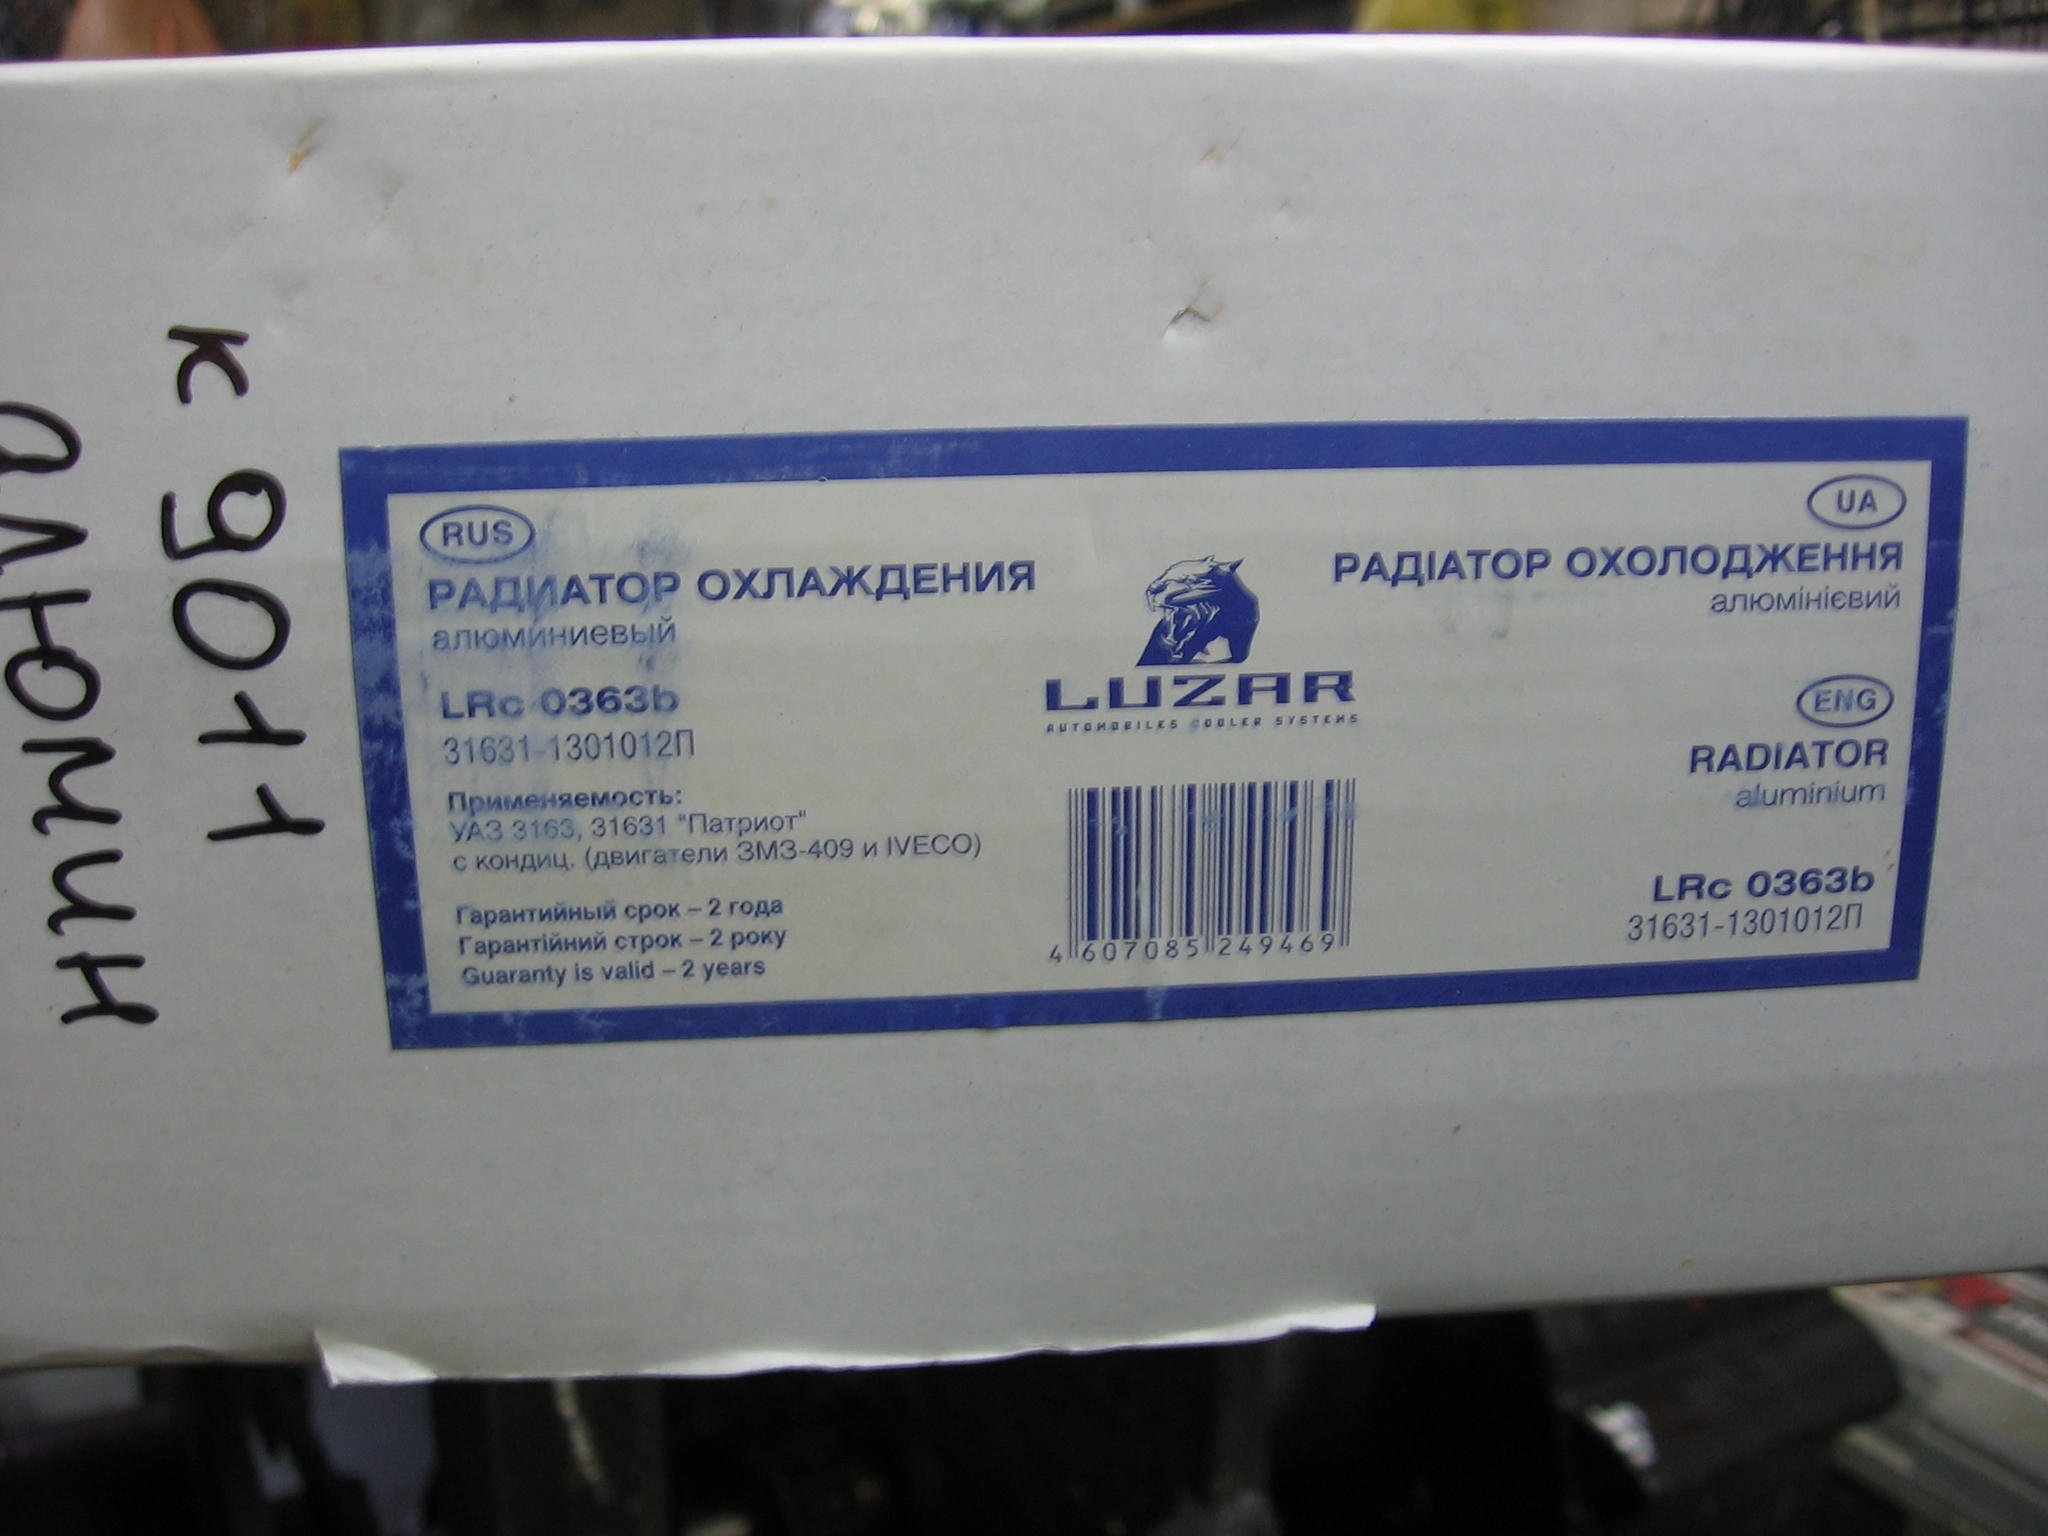 к 9011
алюмин
RUS
РАДИАТОР ОХЛАЖДЕНИЯ
алюминиевый
LRc 0363b
31631-1301012П
Применяемость:
УАЗ 3163, 31631 "Патриот"
с кондиц. (двигатели ЗМЗ-409 и IVECO)
Гарантийный срок – 2 года
Гарантійний строк – 2 року
Guaranty is valid – 2 years
LUZAR
AUTOMOBILES COOLER SYSTEMS
4 607085 249469
UA
РАДІАТОР ОХОЛОДЖЕННЯ
алюмінієвий
ENG
RADIATOR
aluminium
LRc 0363b
31631-1301012П